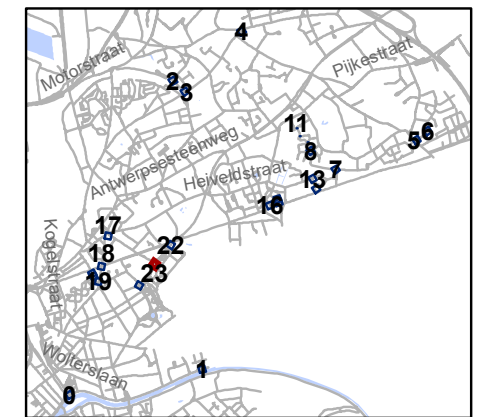 4
Motorstraat
Pijkestraat
2
3
11
6
5
Antwerpsesteenweg
8
7
Heiveldstraat
13
16
17
Kogelstraat
22
18
23
19
Wolterslaan
1